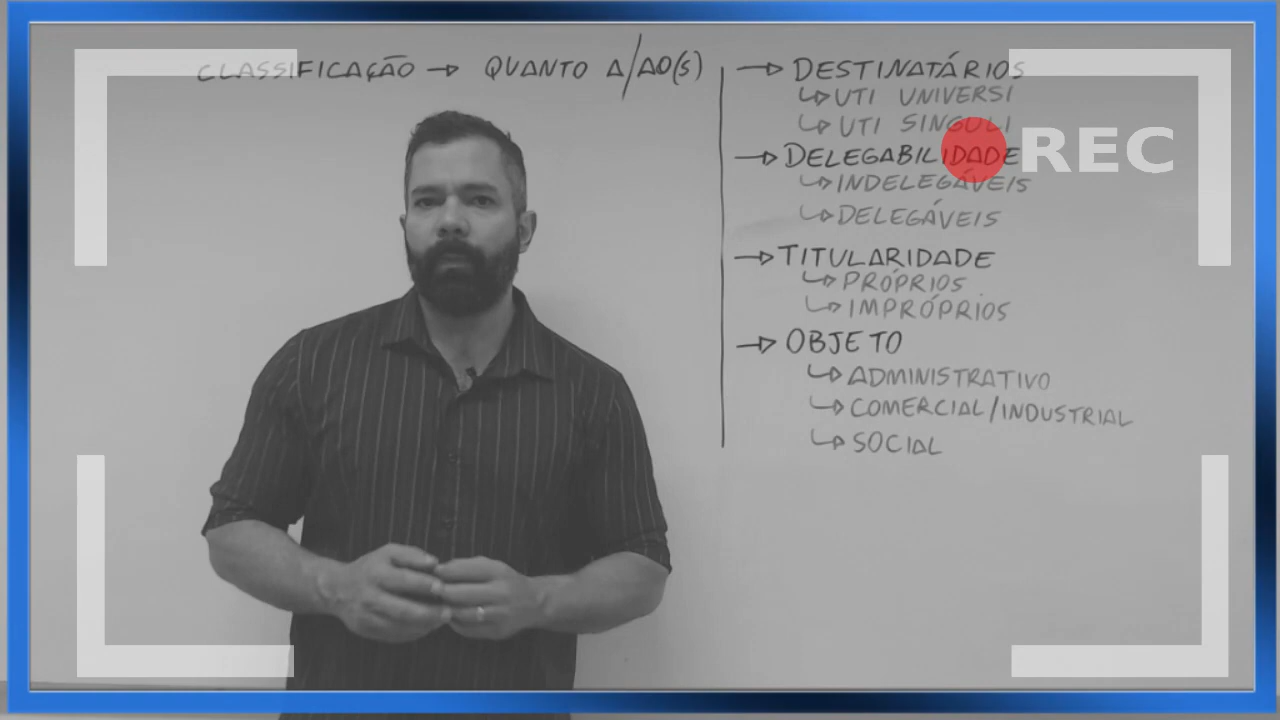 CLASSIFICAÇÃO → QUANTO A/AO(S)
→ DESTINATÁRIOS
↳ UTI UNIVERSI
↳ UTI SINGULI
REC
→ DELEGABILIDADE
↳ INDELEGÁVEIS
↳ DELEGÁVEIS
→ TITULARIDADE
↳ PRÓPRIOS
↳ IMPRÓPRIOS
→ OBJETO
↳ ADMINISTRATIVO
↳ COMERCIAL/INDUSTRIAL
↳ SOCIAL